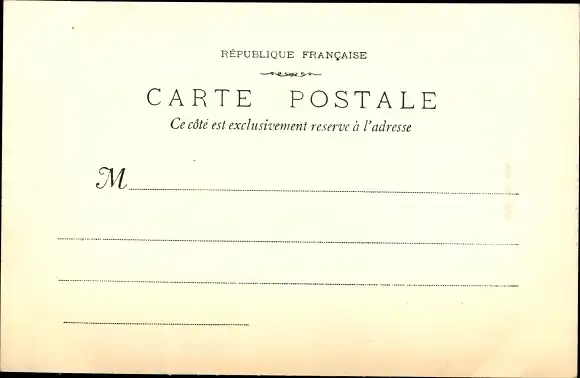 RÉPUBLIQUE FRANÇAISE
CARTE POSTALE
Ce côté est exclusivement reserve à l'adresse
M